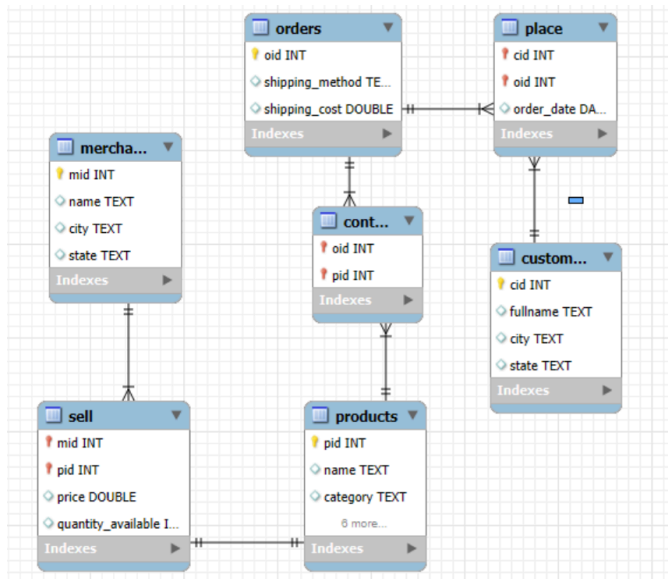 orders
oid INT
shipping_method TE...
shipping_cost DOUBLE
Indexes
place
cid INT
oid INT
order_date DA...
Indexes
mercha...
mid INT
name TEXT
city TEXT
state TEXT
Indexes
cont...
oid INT
pid INT
Indexes
custom...
cid INT
fullname TEXT
city TEXT
state TEXT
Indexes
sell
mid INT
pid INT
price DOUBLE
quantity_available I...
Indexes
products
pid INT
name TEXT
category TEXT
6 more...
Indexes